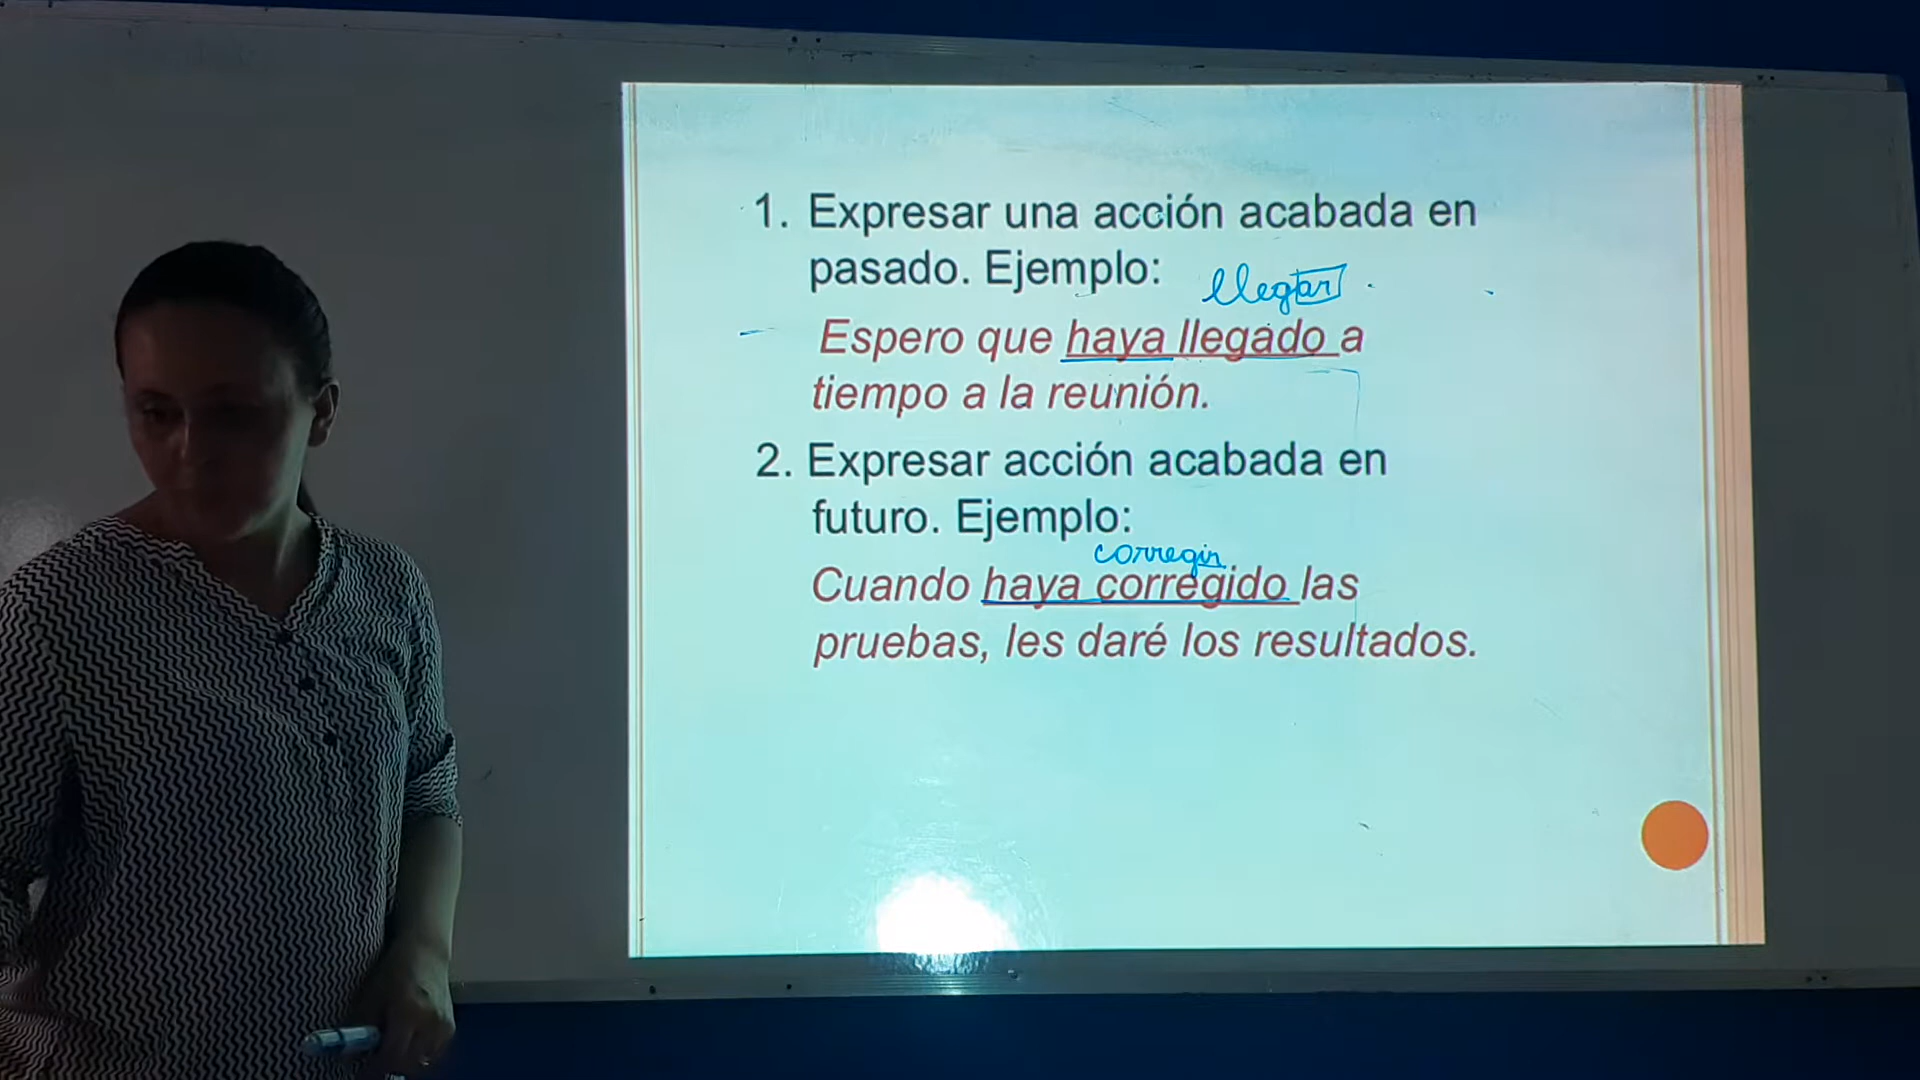 1. Expresar una acción acabada en
pasado. Ejemplo:
llegar
Espero que haya llegado a
tiempo a la reunión.
2. Expresar acción acabada en
futuro. Ejemplo:
corregir
Cuando haya corregido las
pruebas, les daré los resultados.